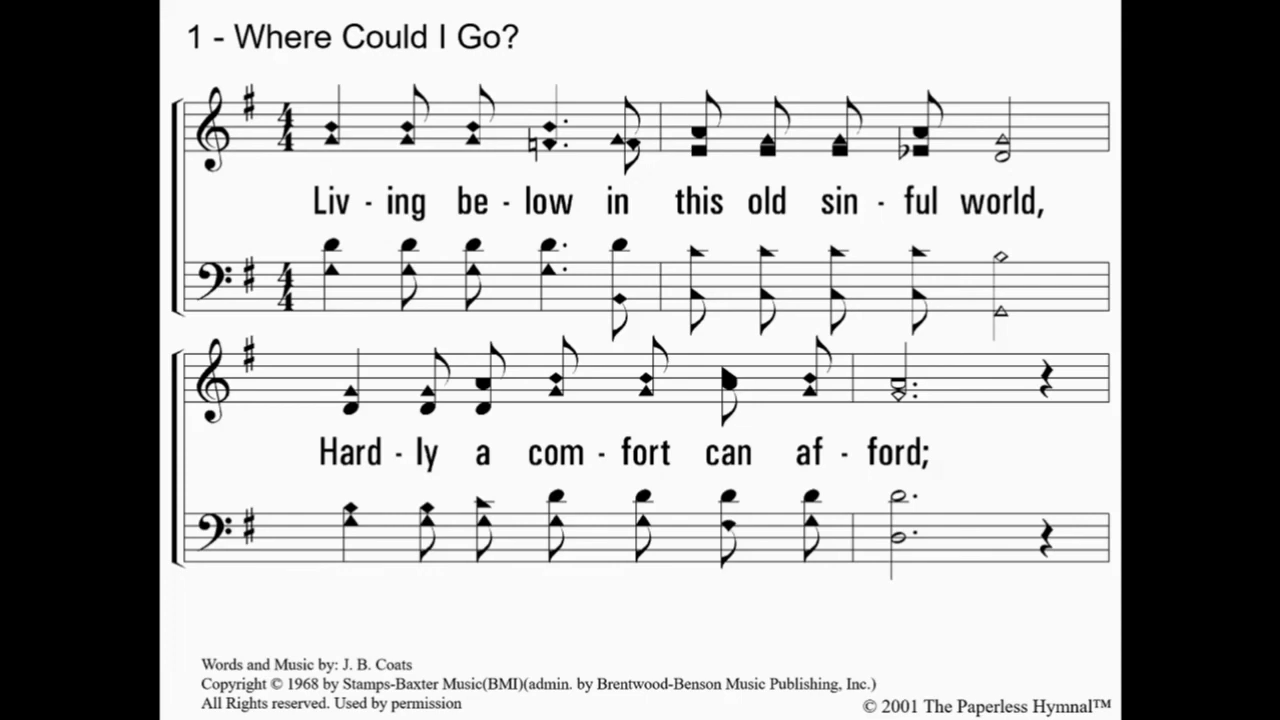 1 - Where Could I Go?
Liv - ing be - low in this old sin - ful world,
Hard - ly a com - fort can af - ford;
Words and Music by: J. B. Coats
Copyright © 1968 by Stamps-Baxter Music(BMI)(admin. by Brentwood-Benson Music Publishing, Inc.)
All Rights reserved. Used by permission
© 2001 The Paperless Hymnal™